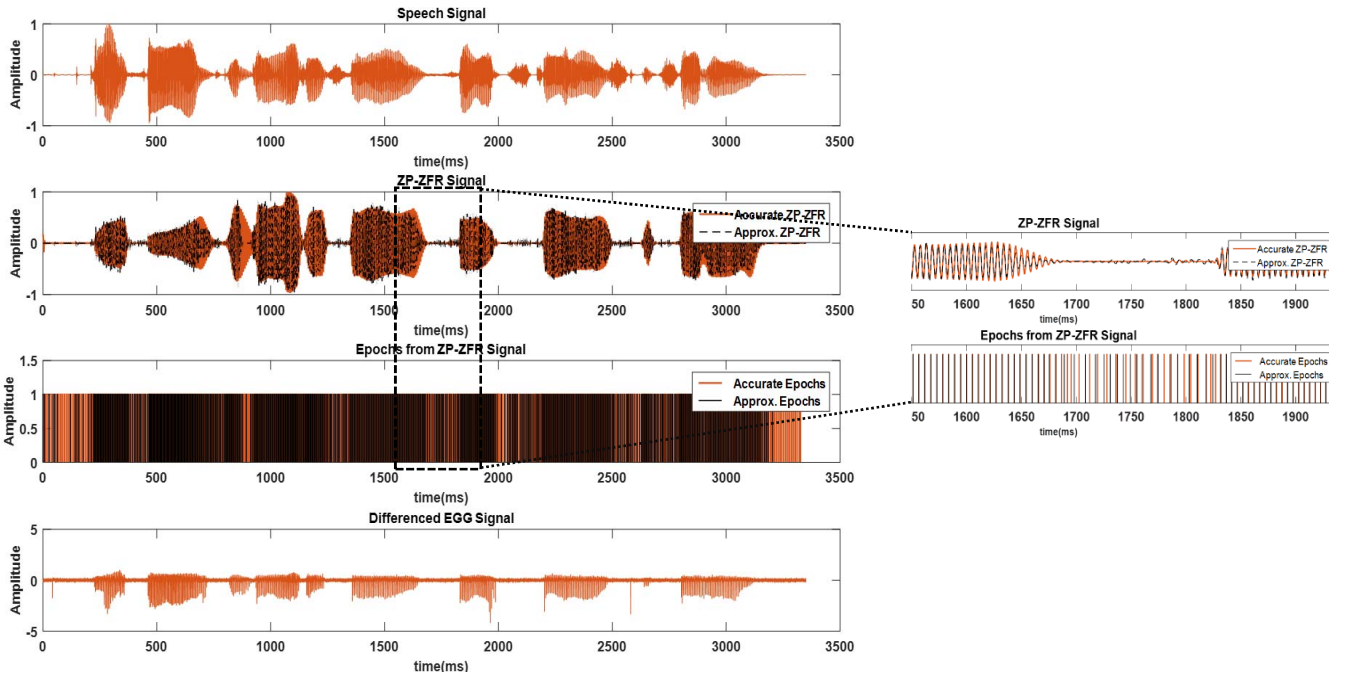 Speech Signal
Amplitude
1
0
-1
0 500 1000 1500 2000 2500 3000 3500
time(ms)
ZP-ZFR Signal
Amplitude
1
0
-1
Accurate ZP-ZFR
Approx. ZP-ZFR
0 500 1000 1500 2000 2500 3000 3500
time(ms)
Epochs from ZP-ZFR Signal
Amplitude
1.5
1
0.5
0
Accurate Epochs
Approx. Epochs
0 500 1000 1500 2000 2500 3000 3500
time(ms)
Differenced EGG Signal
Amplitude
5
0
-5
0 500 1000 1500 2000 2500 3000 3500
time(ms)
ZP-ZFR Signal
Accurate ZP-ZFR
Approx. ZP-ZFR
50 1600 1650 1700 1750 1800 1850 1900
time(ms)
Epochs from ZP-ZFR Signal
Accurate Epochs
Approx. Epochs
50 1600 1650 1700 1750 1800 1850 1900
time(ms)